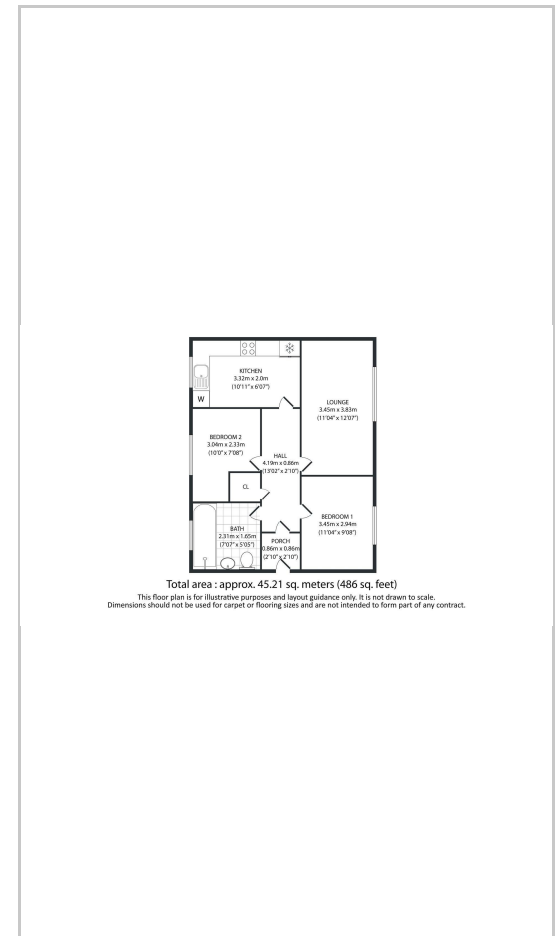 KITCHEN
3.32m x 2.0m
(10'11" x 6'07")
W
LOUNGE
3.45m x 3.83m
(11'04" x 12'07")
BEDROOM 2
3.04m x 2.33m
(10'0" x 7'08")
HALL
4.19m x 0.86m
(13'02" x 2'10")
CL
BEDROOM 1
3.45m x 2.94m
(11'04" x 9'08")
BATH
2.31m x 1.65m
(7'07" x 5'05")
PORCH
0.86m x 0.86m
(2'10" x 2'10")
Total area : approx. 45.21 sq. meters (486 sq. feet)
This floor plan is for illustrative purposes and layout guidance only. It is not drawn to scale.
Dimensions should not be used for carpet or flooring sizes and are not intended to form part of any contract.